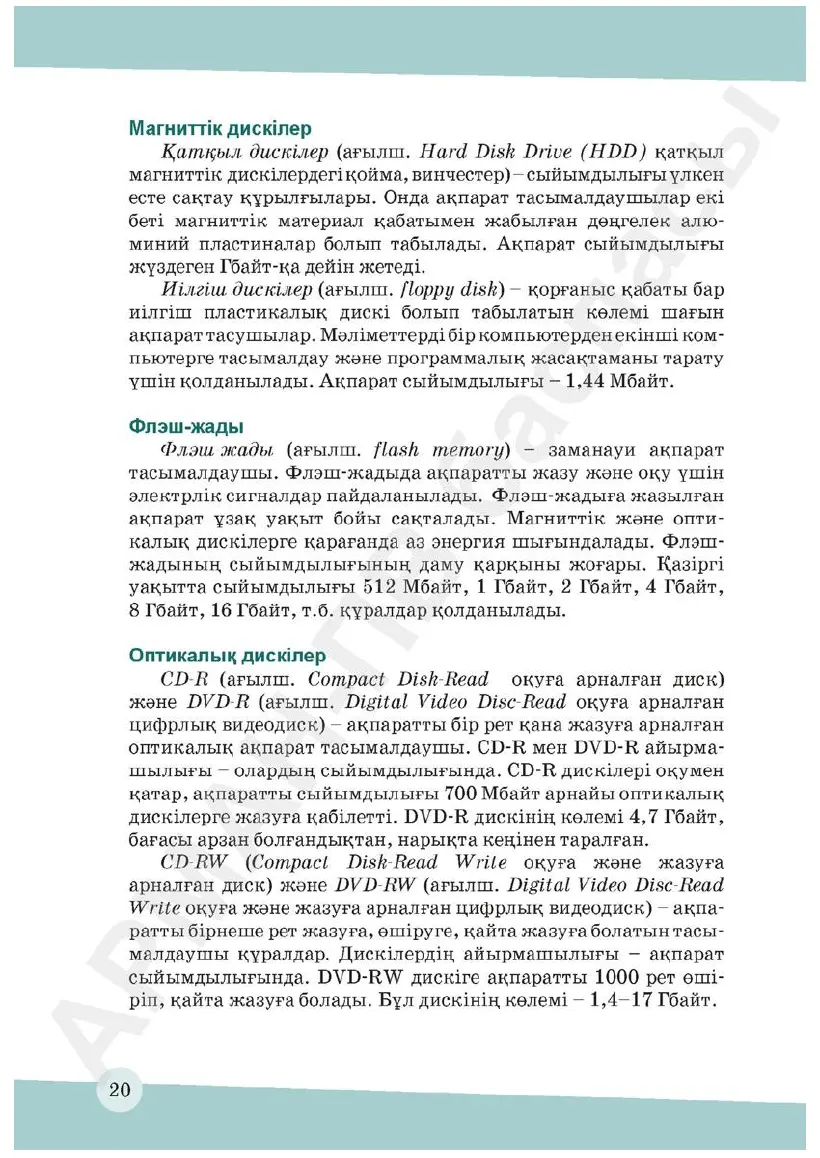 Магниттік дискілер
Қатқыл дискілер (ағылш. Hard Disk Drive (HDD) қатқыл
магниттік дискілердегі қойма, винчестер) – сыйымдылығы үлкен
есте сақтау құрылғылары. Онда ақпарат тасымалдаушылар екі
беті магниттік материал қабатымен жабылған дөңгелек алю-
миний пластиналар болып табылады. Ақпарат сыйымдылығы
жүздеген Гбайт-қа дейін жетеді.
Иілгіш дискілер (ағылш. floppy disk) – қорғаныс қабаты бар
иілгіш пластикалық дискі болып табылатын көлемі шағын
ақпарат тасушылар. Мәліметтерді бір компьютерден екінші ком-
пьютерге тасымалдау және программалық жасақтаманы тарату
үшін қолданылады. Ақпарат сыйымдылығы – 1,44 Мбайт.
Флэш-жады
Флэш жады (ағылш. flash memory) – заманауи ақпарат
тасымалдаушы. Флэш-жадыда ақпаратты жазу және оқу үшін
электрлік сигналдар пайдаланылады. Флэш-жадыға жазылған
ақпарат ұзақ уақыт бойы сақталады. Магниттік және опти-
калық дискілерге қарағанда аз энергия шығындалады. Флэш-
жадының сыйымдылығының даму қарқыны жоғары. Қазіргі
уақытта сыйымдылығы 512 Мбайт, 1 Гбайт, 2 Гбайт, 4 Гбайт,
8 Гбайт, 16 Гбайт, т.б. құралдар қолданылады.
Оптикалық дискілер
CD-R (ағылш. Compact Disk-Read оқуға арналған диск)
және DVD-R (ағылш. Digital Video Disc-Read оқуға арналған
цифрлық видеодиск) – ақпаратты бір рет қана жазуға арналған
оптикалық ақпарат тасымалдаушы. CD-R мен DVD-R айырма-
шылығы – олардың сыйымдылығында. CD-R дискілері оқумен
қатар, ақпаратты сыйымдылығы 700 Мбайт арнайы оптикалық
дискілерге жазуға қабілетті. DVD-R дискінің көлемі 4,7 Гбайт,
бағасы арзан болғандықтан, нарықта кеңінен таралған.
CD-RW (Compact Disk-Read Write оқуға және жазуға
арналған диск) және DVD-RW (ағылш. Digital Video Disc-Read
Write оқуға және жазуға арналған цифрлық видеодиск) – ақпа-
ратты бірнеше рет жазуға, өшіруге, қайта жазуға болатын тасы-
малдаушы құралдар. Дискілердің айырмашылығы – ақпарат
сыйымдылығында. DVD-RW дискіге ақпаратты 1000 рет өші-
ріп, қайта жазуға болады. Бұл дискінің көлемі – 1,4–17 Гбайт.
20
АРМАН-ПВ баспасы